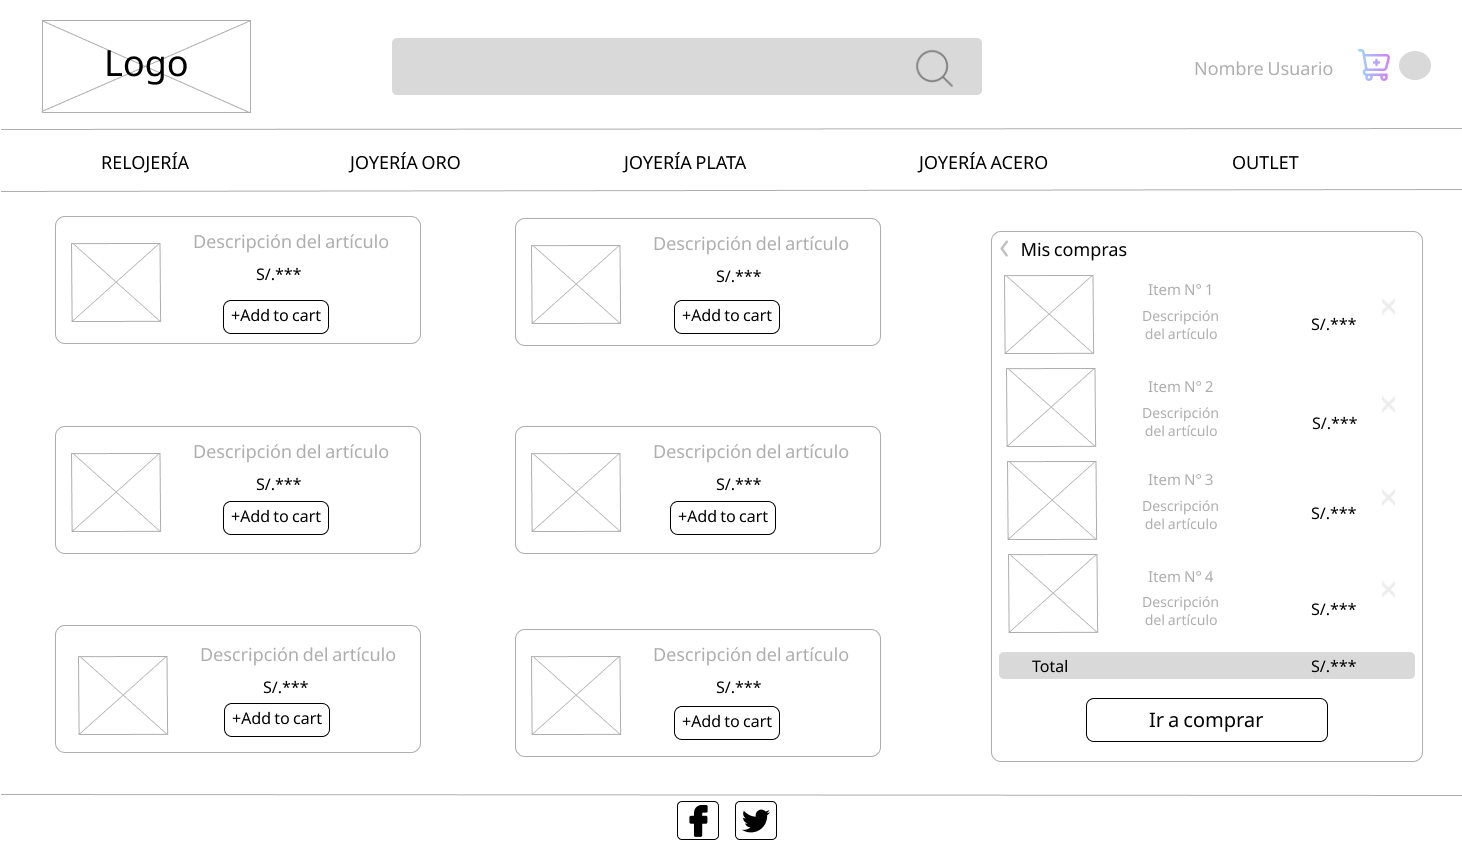 Logo
Nombre Usuario
RELOJERÍA
JOYERÍA ORO
JOYERÍA PLATA
JOYERÍA ACERO
OUTLET
Descripción del artículo
S/.***
+Add to cart
Descripción del artículo
S/.***
+Add to cart
Descripción del artículo
S/.***
+Add to cart
Descripción del artículo
S/.***
+Add to cart
Descripción del artículo
S/.***
+Add to cart
Descripción del artículo
S/.***
+Add to cart
Mis compras
Item N° 1
Descripción
del artículo
S/.***
Item N° 2
Descripción
del artículo
S/.***
Item N° 3
Descripción
del artículo
S/.***
Item N° 4
Descripción
del artículo
S/.***
Total
S/.***
Ir a comprar